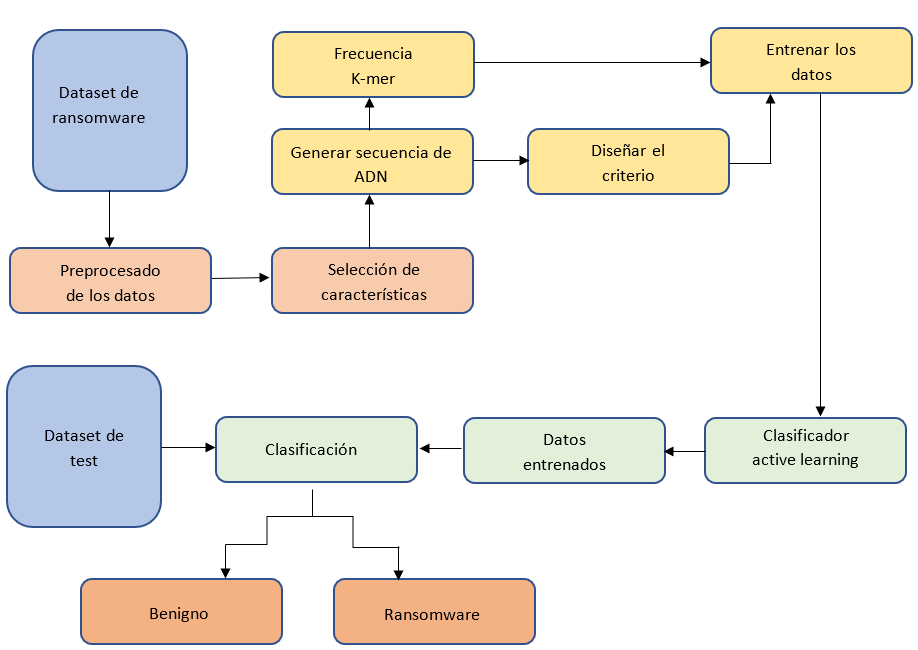 Dataset de
ransomware
Frecuencia
K-mer
Entrenar los
datos
Generar secuencia de
ADN
Diseñar el
criterio
Preprocesado
de los datos
Selección de
característícas
Dataset de
test
Clasificación
Datos
entrenados
Clasificador
active learning
Benigno
Ransomware